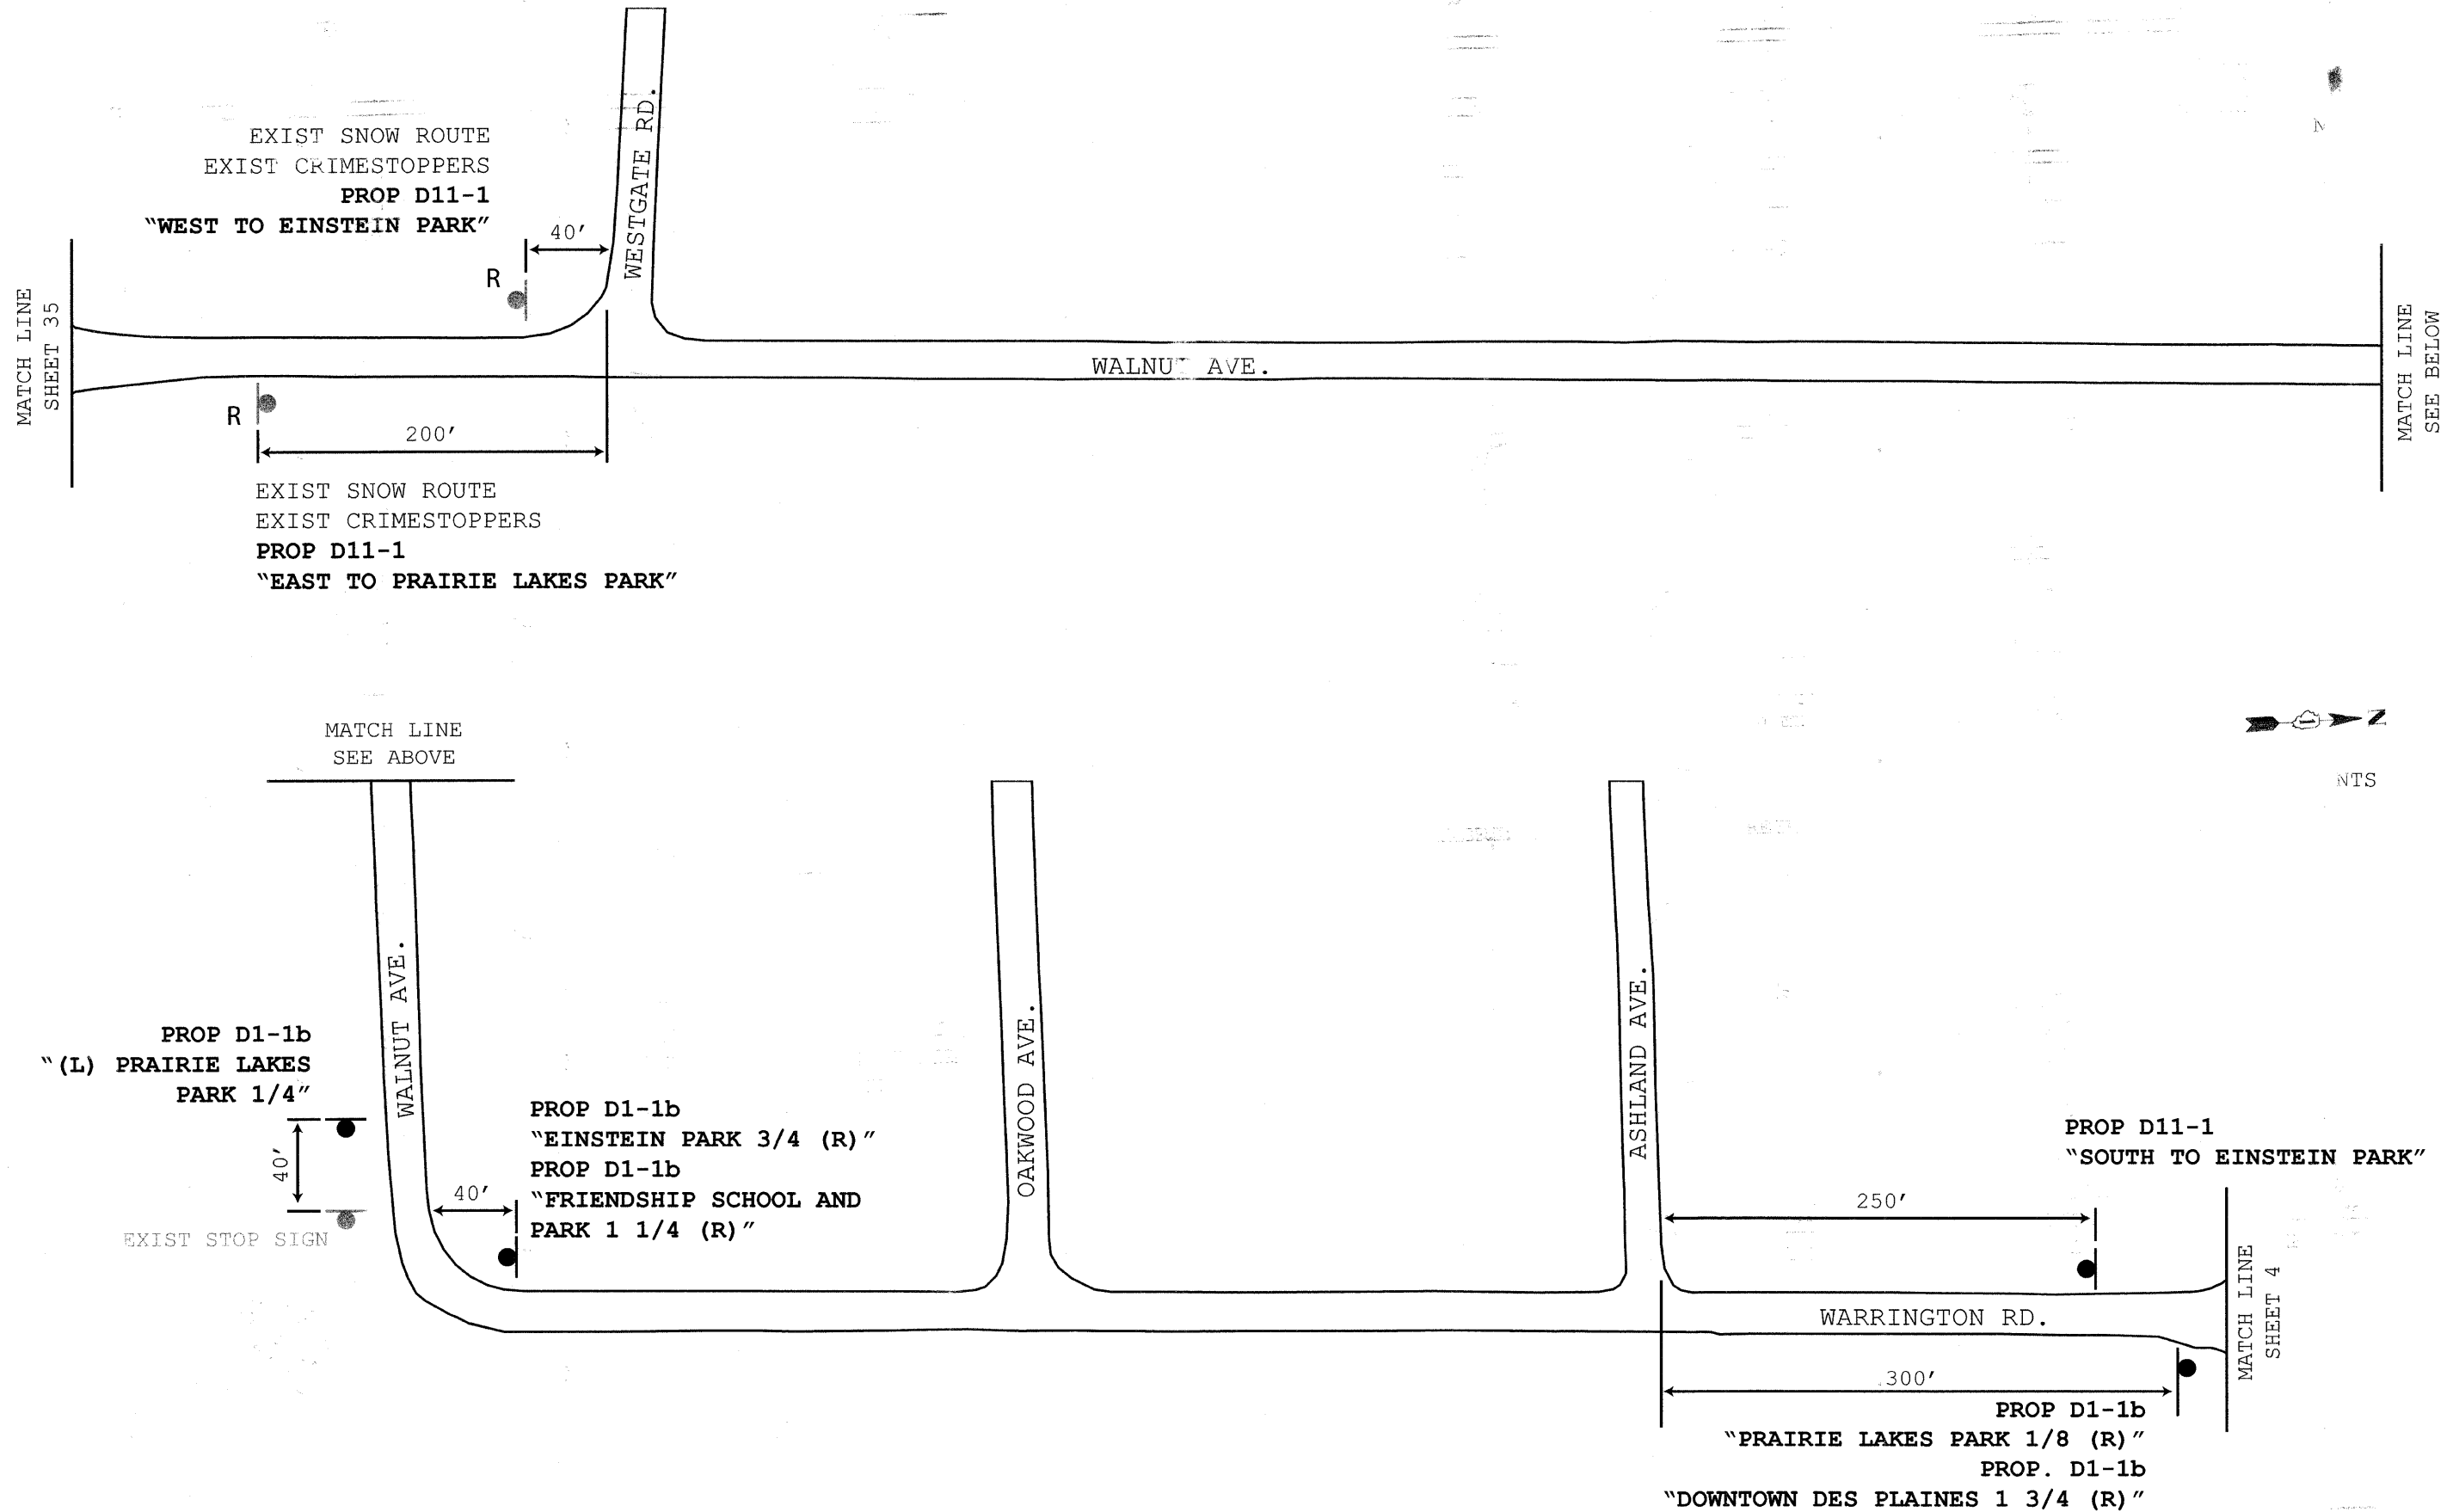 WESTGATE RD.
EXIST SNOW ROUTE
EXIST CRIMESTOPPERS
PROP D11-1
"WEST TO EINSTEIN PARK"
40'
R
MATCH LINE
SHEET 35
WALNUT AVE.
MATCH LINE
SEE BELOW
R
200'
EXIST SNOW ROUTE
EXIST CRIMESTOPPERS
PROP D11-1
"EAST TO PRAIRIE LAKES PARK"
N
NTS
MATCH LINE
SEE ABOVE
WALNUT AVE.
OAKWOOD AVE.
ASHLAND AVE.
PROP D1-1b
"(L) PRAIRIE LAKES
PARK 1/4"
40'
EXIST STOP SIGN
40'
PROP D1-1b
"EINSTEIN PARK 3/4 (R)"
PROP D1-1b
"FRIENDSHIP SCHOOL AND
PARK 1 1/4 (R)"
PROP D11-1
"SOUTH TO EINSTEIN PARK"
250'
WARRINGTON RD.
MATCH LINE
SHEET 4
300'
PROP D1-1b
"PRAIRIE LAKES PARK 1/8 (R)"
PROP. D1-1b
"DOWNTOWN DES PLAINES 1 3/4 (R)"